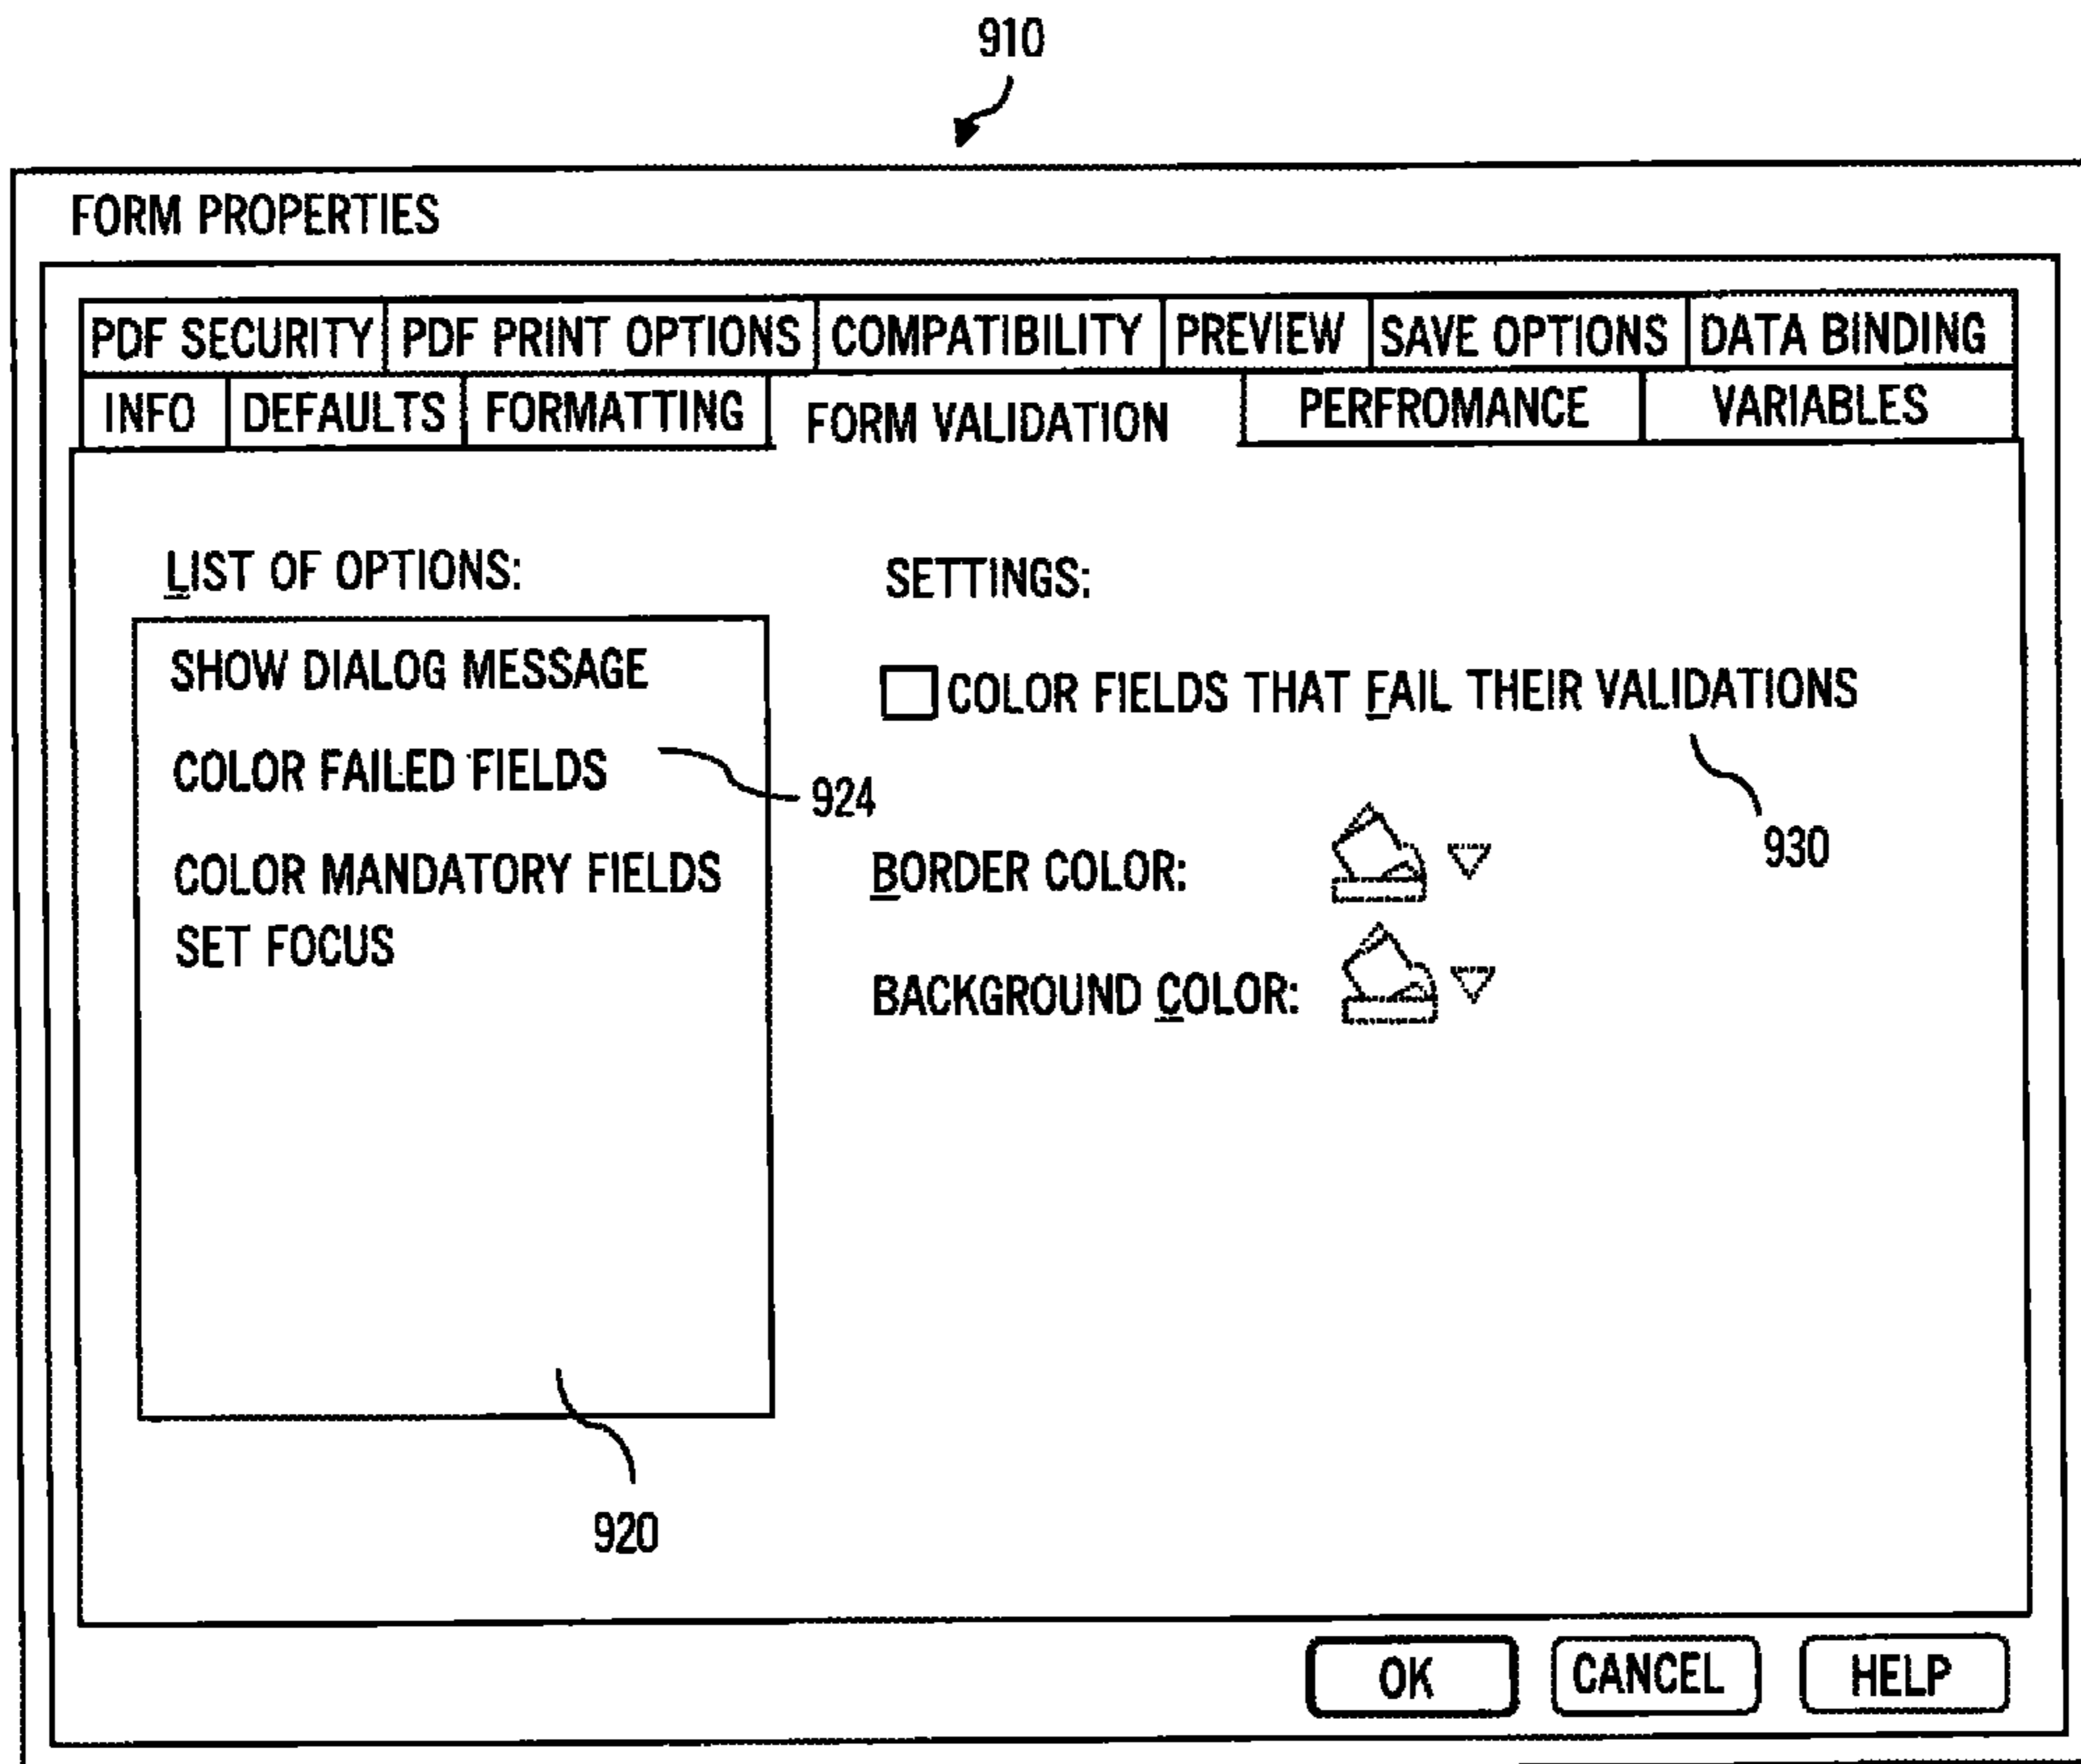 910
FORM PROPERTIES
PDF SECURITY PDF PRINT OPTIONS COMPATIBILITY PREVIEW SAVE OPTIONS DATA BINDING
INFO DEFAULTS FORMATTING FORM VALIDATION PERFROMANCE VARIABLES
LIST OF OPTIONS:
SHOW DIALOG MESSAGE
COLOR FAILED FIELDS
924
COLOR MANDATORY FIELDS
SET FOCUS
920
SETTINGS:
COLOR FIELDS THAT FAIL THEIR VALIDATIONS
930
BORDER COLOR:
BACKGROUND COLOR:
OK CANCEL HELP